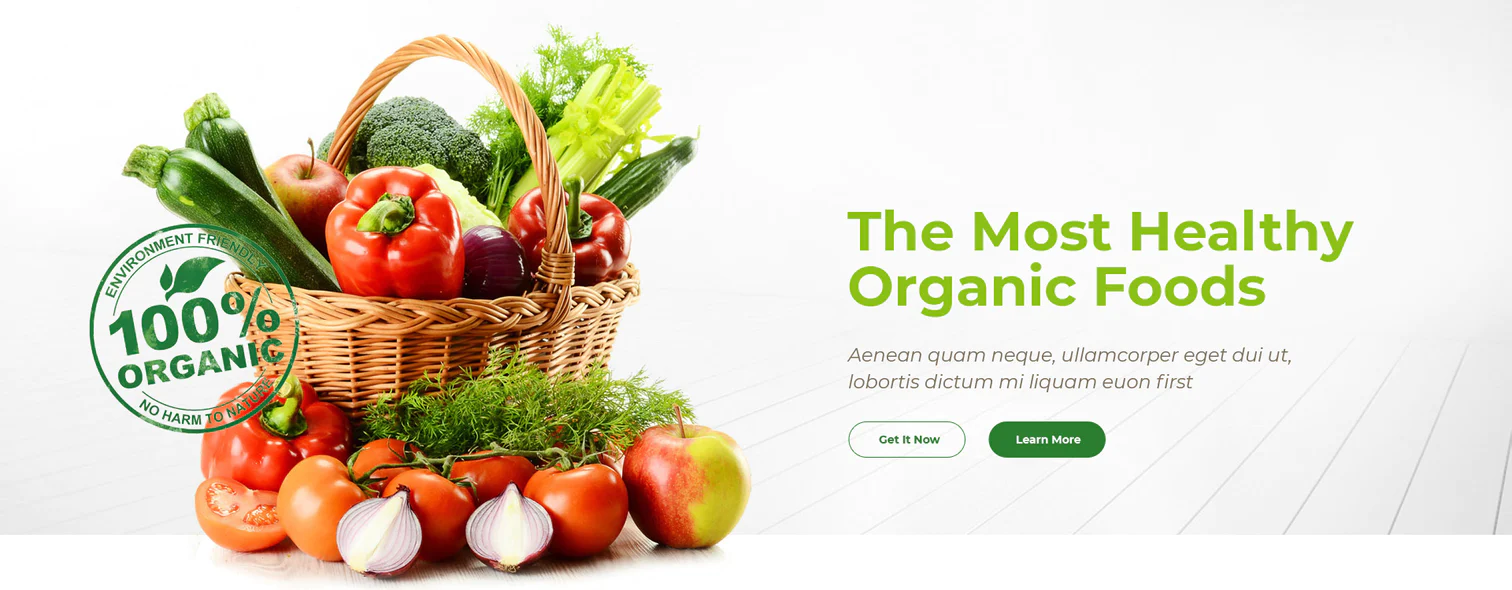 ENVIRONMENT FRIENDLY
100%
ORGANIC
NO HARM TO NATURE
The Most Healthy
Organic Foods
Aenean quam neque, ullamcorper eget dui ut,
lobortis dictum mi liquam euon first
Get It Now
Learn More